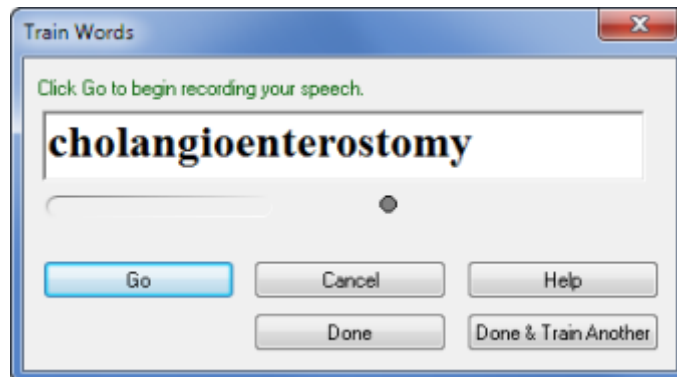 Train Words
Click Go to begin recording your speech.
cholangioenterostomy
Go Cancel Help
Done Done & Train Another